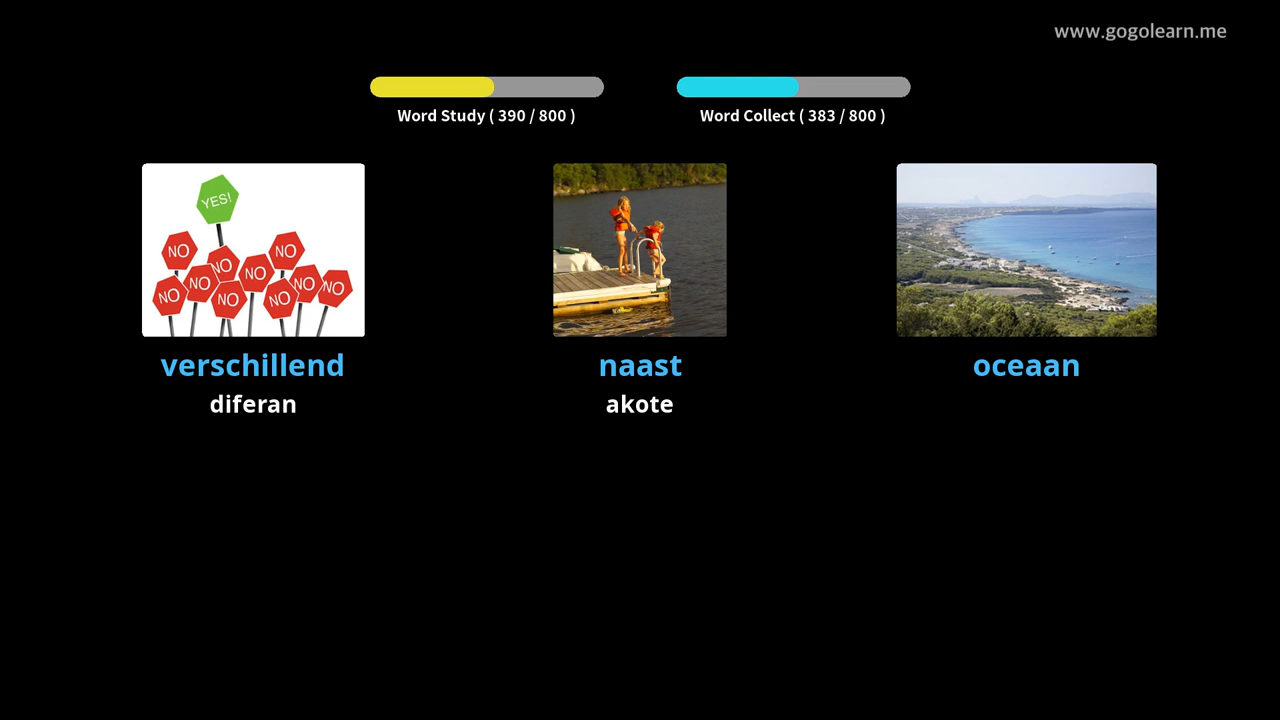 www.gogolearn.me
Word Study ( 390 / 800 )
Word Collect ( 383 / 800 )
YES!
NO
NO
NO
NO
NO
NO
NO
NO
NO
NO
verschillend
naast
oceaan
diferan
akote